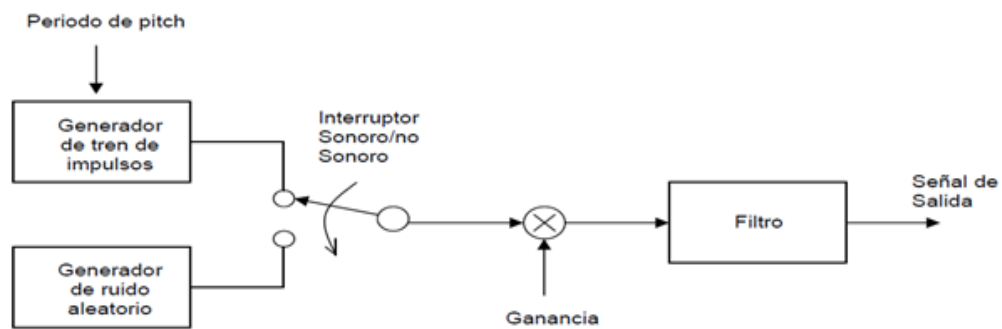 Periodo de pitch
Generador
de tren de
impulsos
Interruptor
Sonoro/no
Sonoro
Generador
de ruido
aleatorio
Ganancia
Filtro
Señal de
Salida